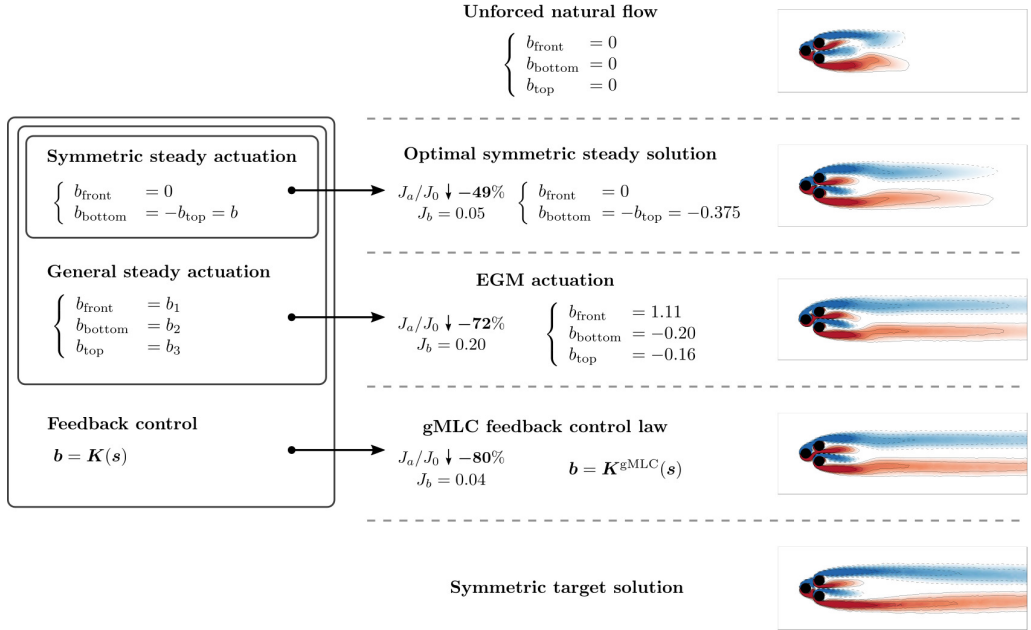 Unforced natural flow
b_front = 0
b_bottom = 0
b_top = 0
Symmetric steady actuation
b_front = 0
b_bottom = −b_top = b
Optimal symmetric steady solution
J_a/J_0 ↓ −49%
J_b = 0.05
b_front = 0
b_bottom = −b_top = −0.375
General steady actuation
b_front = b_1
b_bottom = b_2
b_top = b_3
EGM actuation
J_a/J_0 ↓ −72%
J_b = 0.20
b_front = 1.11
b_bottom = −0.20
b_top = −0.16
Feedback control
b = K(s)
gMLC feedback control law
J_a/J_0 ↓ −80%
J_b = 0.04
b = K^gMLC(s)
Symmetric target solution